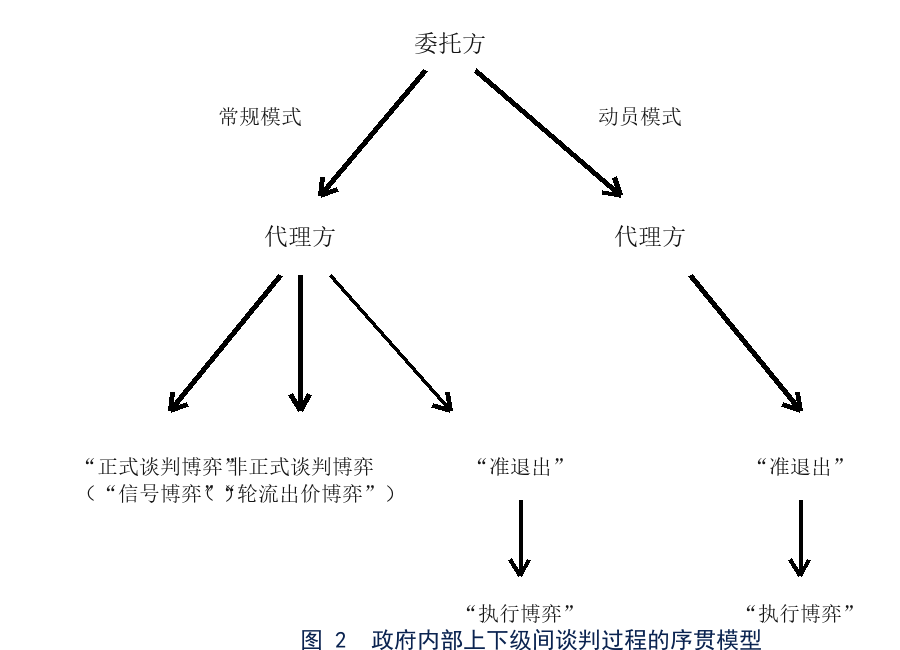 委托方
常规模式
动员模式
代理方
代理方
“正式谈判博弈”
（“信号博弈”）
非正式谈判博弈
（“轮流出价博弈”）
“准退出”
“准退出”
“执行博弈”
“执行博弈”
图 2 政府内部上下级间谈判过程的序贯模型